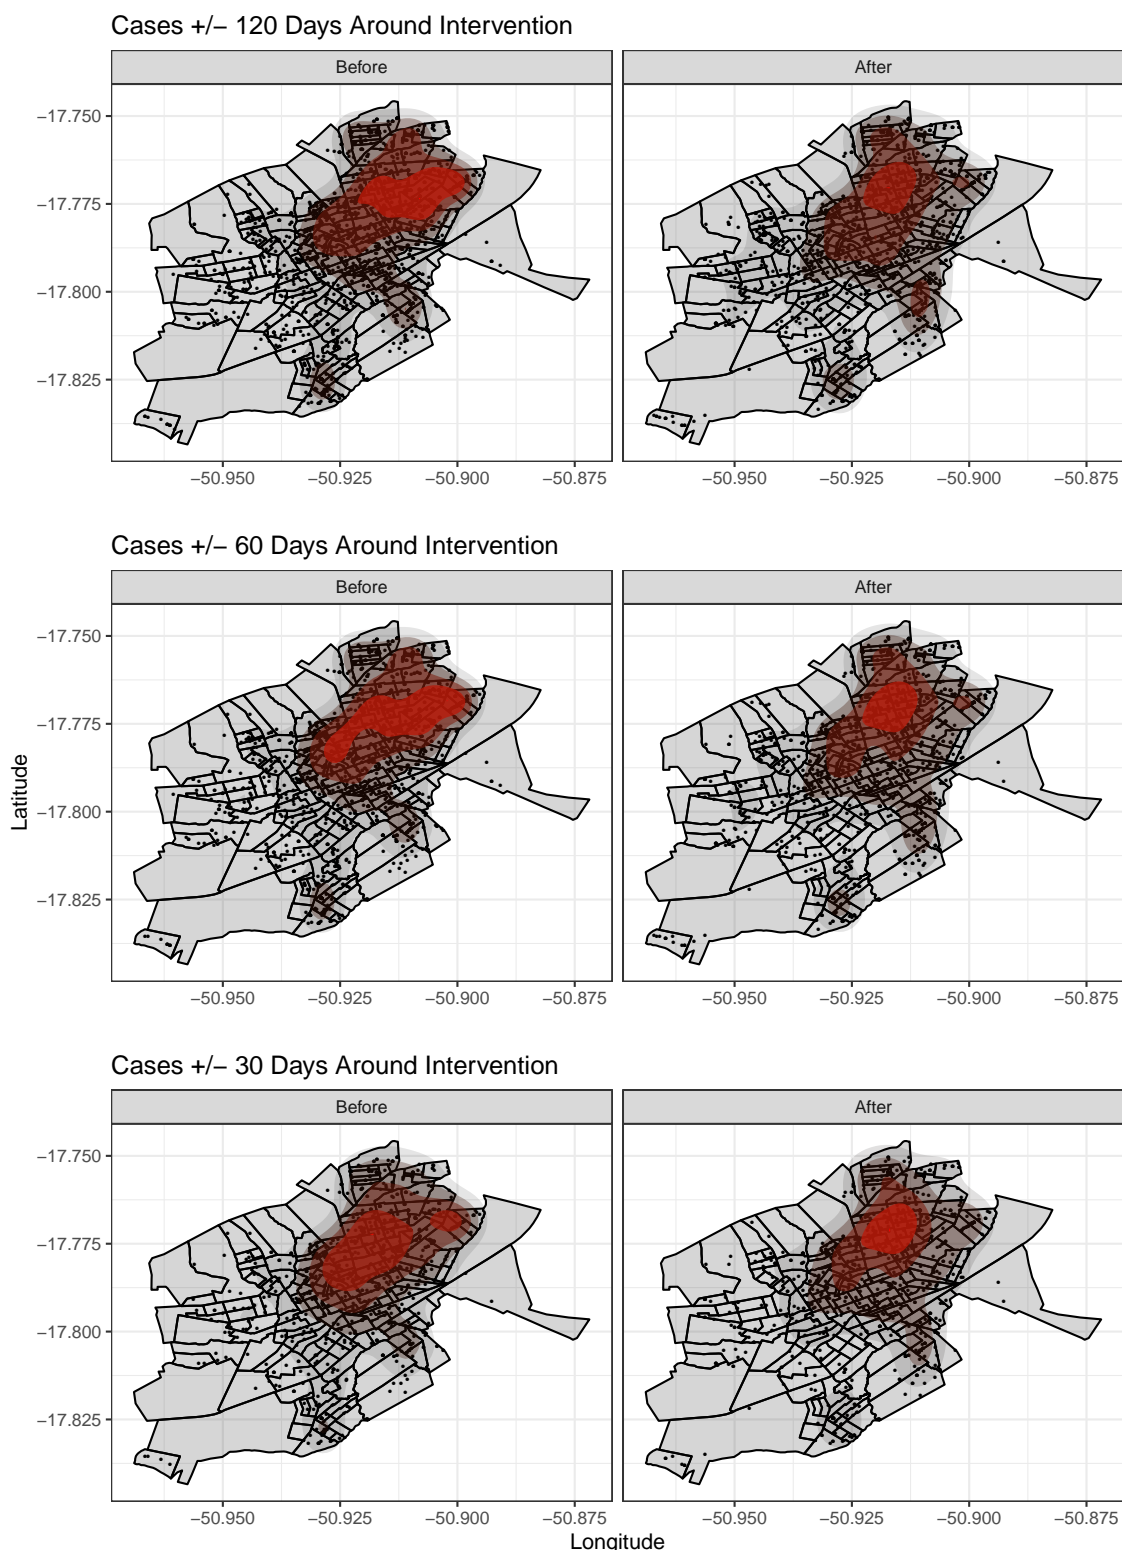 Cases +/− 120 Days Around Intervention
Before
After
−17.750
−17.775
−17.800
−17.825
−50.950 −50.925 −50.900 −50.875
−50.950 −50.925 −50.900 −50.875
Cases +/− 60 Days Around Intervention
Before
After
Latitude
−17.750
−17.775
−17.800
−17.825
−50.950 −50.925 −50.900 −50.875
−50.950 −50.925 −50.900 −50.875
Cases +/− 30 Days Around Intervention
Before
After
−17.750
−17.775
−17.800
−17.825
−50.950 −50.925 −50.900 −50.875
−50.950 −50.925 −50.900 −50.875
Longitude